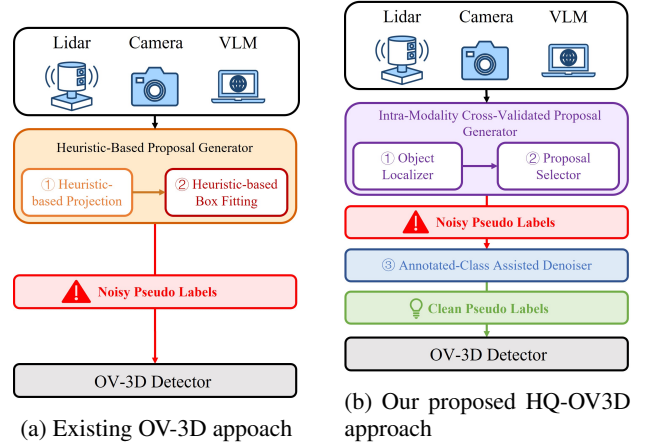 Lidar Camera VLM
Heuristic-Based Proposal Generator
① Heuristic-
based Projection
② Heuristic-based
Box Fitting
Noisy Pseudo Labels
OV-3D Detector
(a) Existing OV-3D appoach
Lidar Camera VLM
Intra-Modality Cross-Validated Proposal
Generator
① Object
Localizer
② Proposal
Selector
Noisy Pseudo Labels
③ Annotated-Class Assisted Denoiser
Clean Pseudo Labels
OV-3D Detector
(b) Our proposed HQ-OV3D
approach